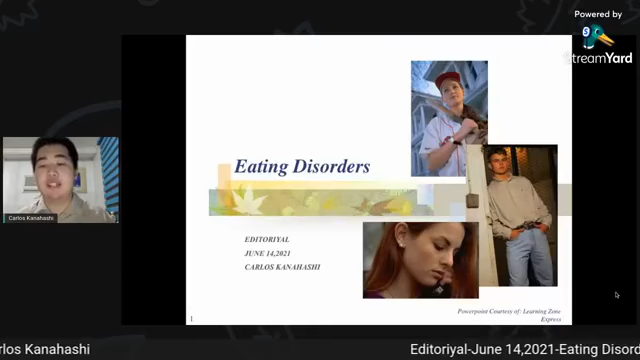 Powered by
StreamYard
Eating Disorders
EDITORIYAL
JUNE 14,2021
CARLOS KANAHASHI
Carlos Kanahashi
Powerpoint Courtesy of: Learning Zone
Express
1
rlos Kanahashi
Editoriyal-June 14,2021-Eating Disord